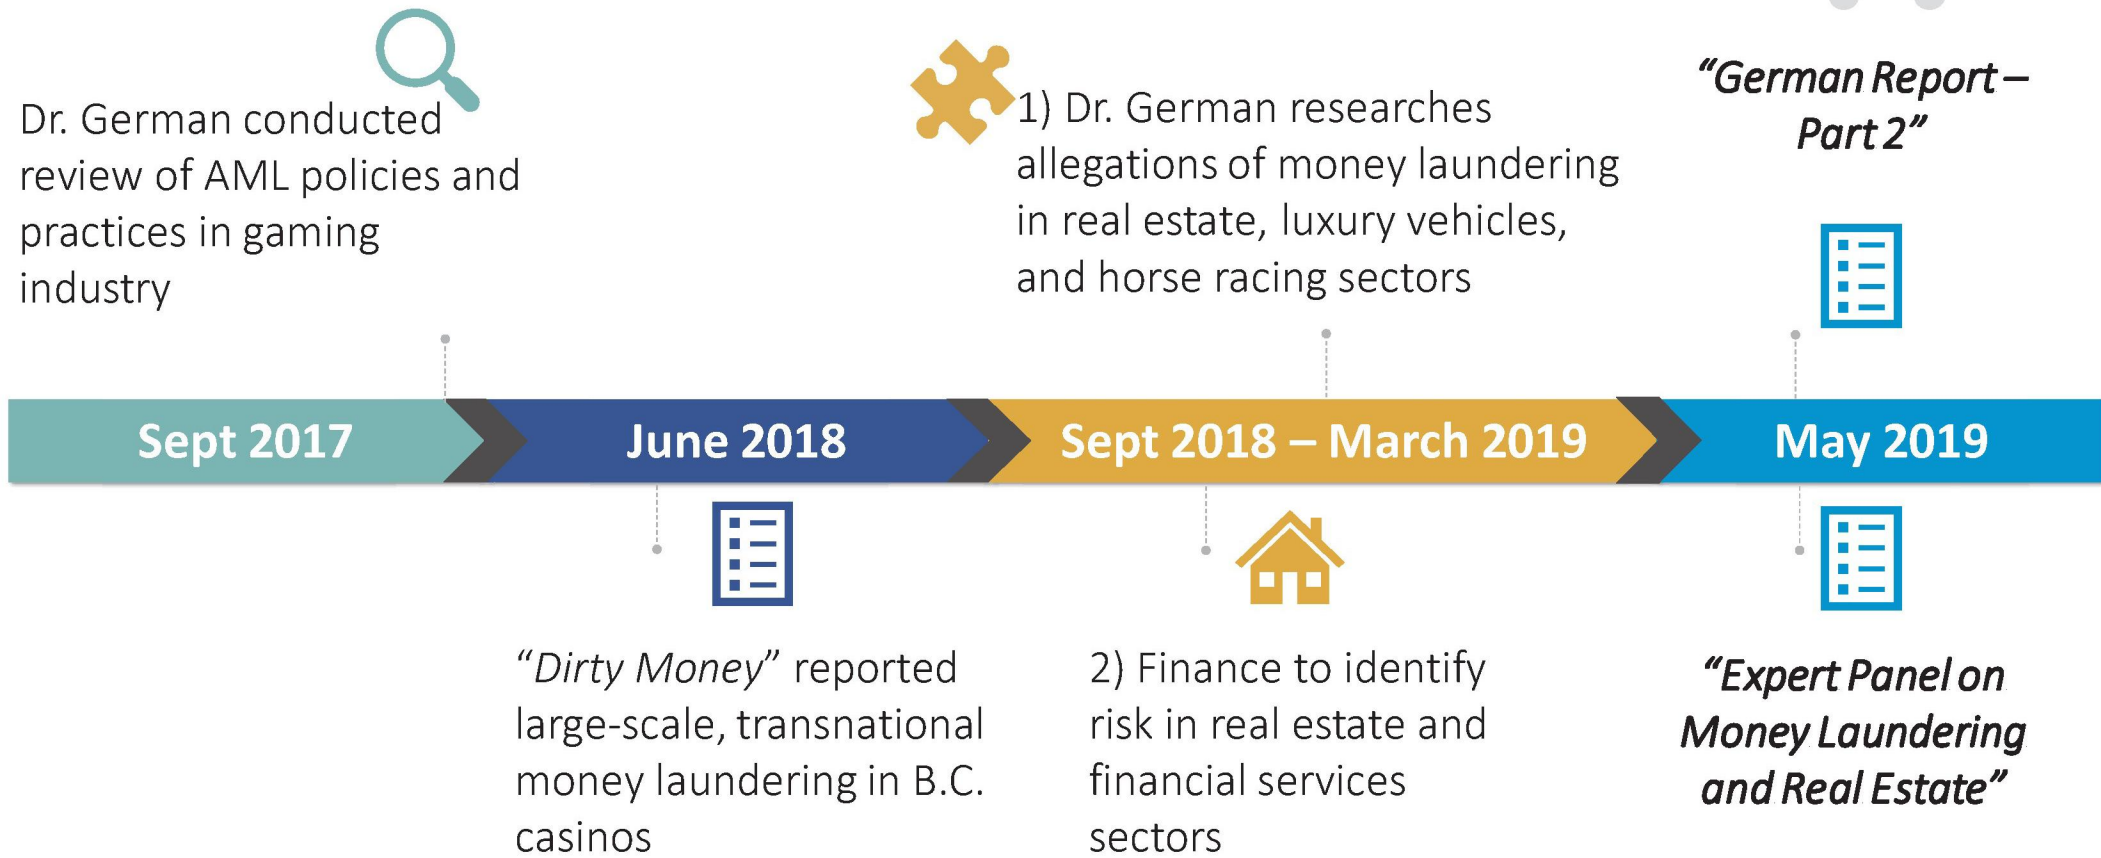 Dr. German conducted
review of AML policies and
practices in gaming
industry
1) Dr. German researches
allegations of money laundering
in real estate, luxury vehicles,
and horse racing sectors
“German Report –
Part 2”
Sept 2017
June 2018
Sept 2018 – March 2019
May 2019
“Dirty Money” reported
large-scale, transnational
money laundering in B.C.
casinos
2) Finance to identify
risk in real estate and
financial services
sectors
“Expert Panel on
Money Laundering
and Real Estate”